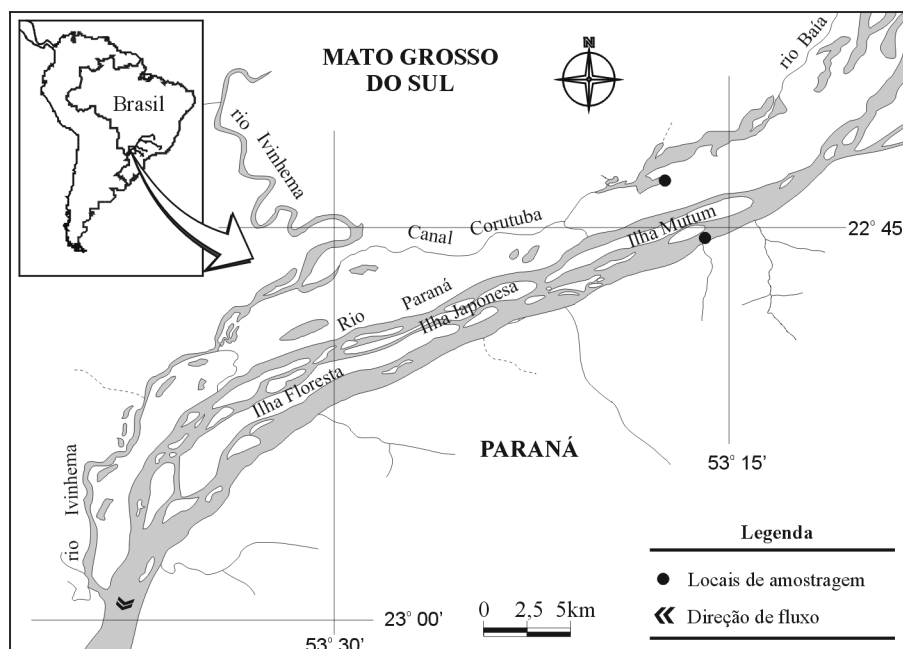 MATO GROSSO
DO SUL
N
rio Baía
Brasil
rio Ivinhema
Canal Corutuba
Ilha Mutum
22° 45
Rio Paraná
Ilha Japonesa
Ilha Floresta
PARANÁ
53° 15’
rio Ivinhema
Legenda
Locais de amostragem
Direção de fluxo
0 2,5 5km
23° 00’
53° 30’